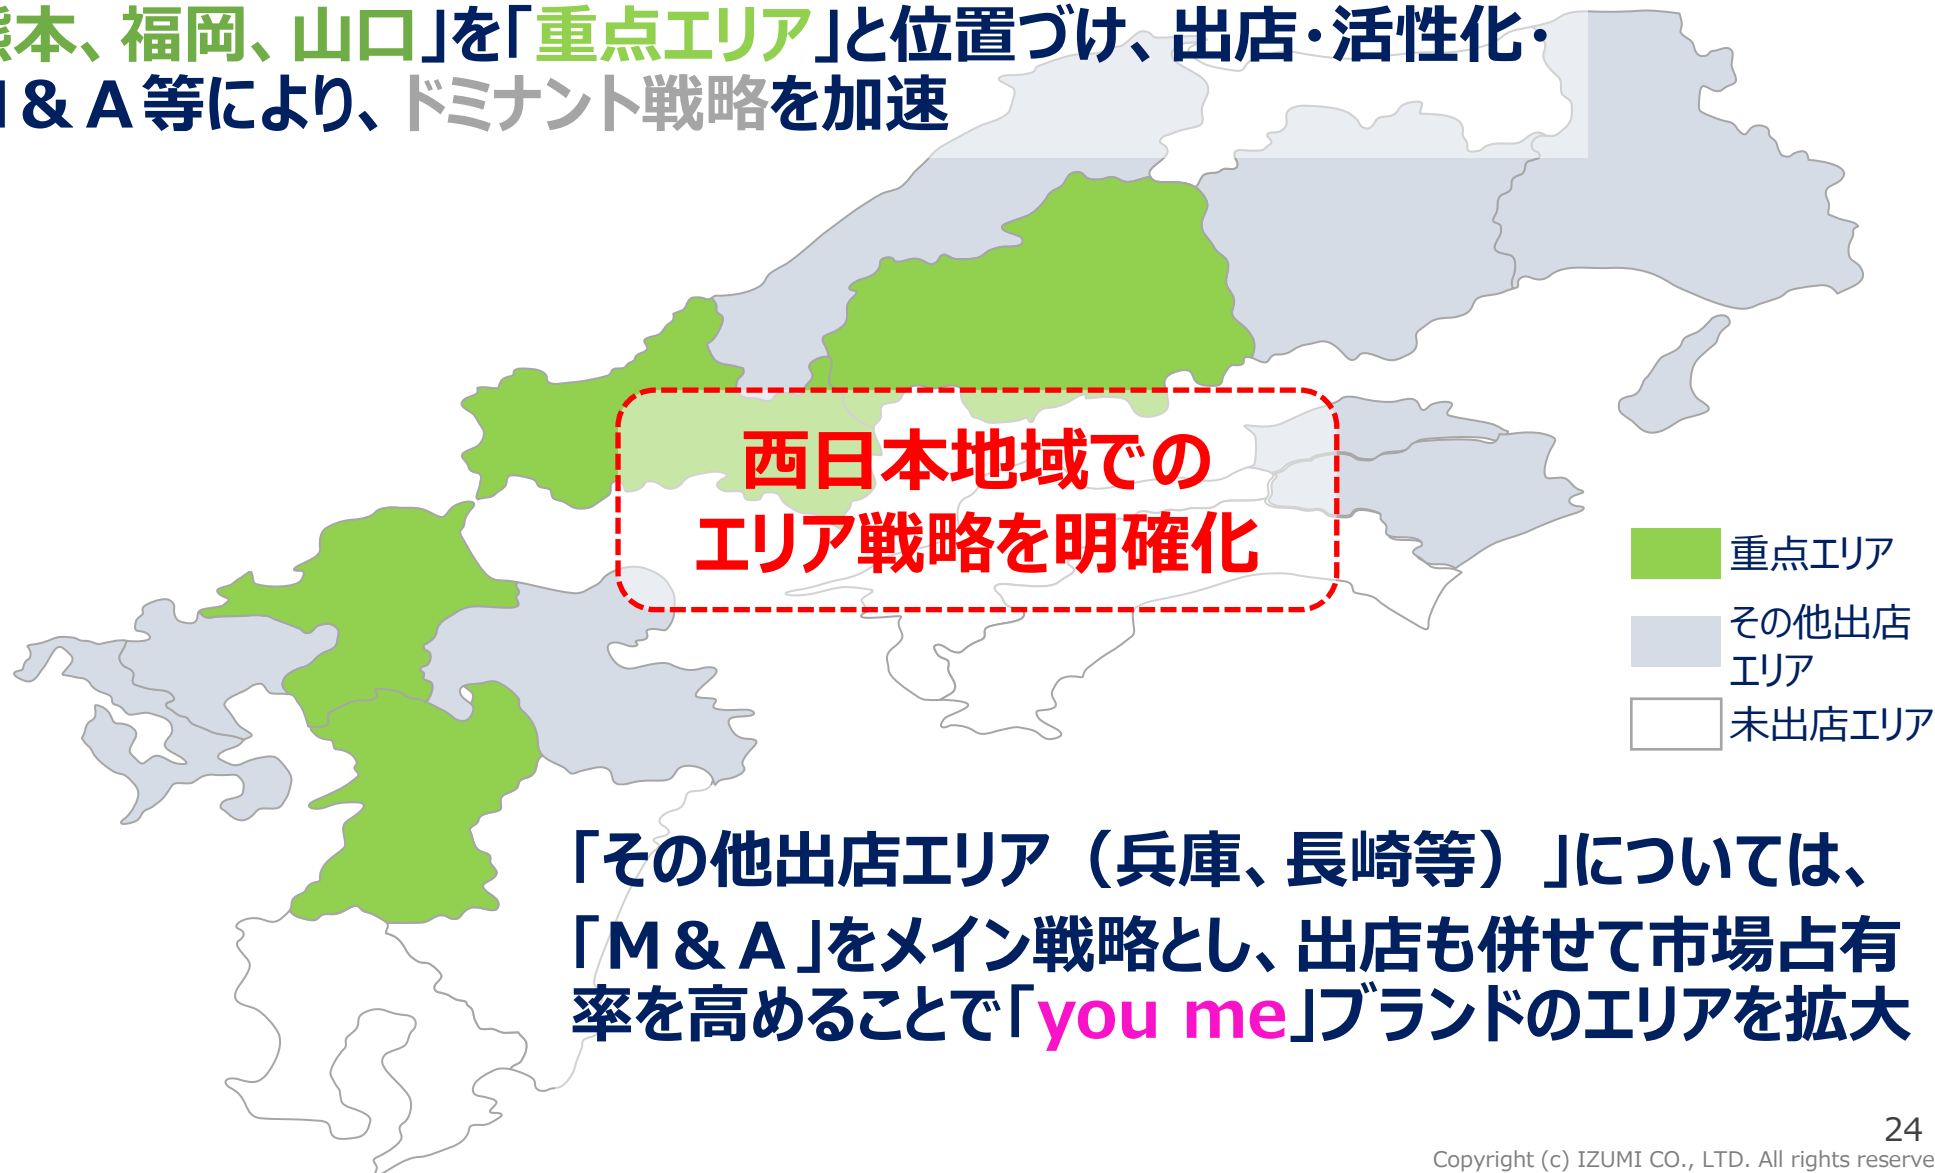 本、福岡、山口」を「重点エリア」と位置づけ、出店・活性化・
&A等により、ドミナント戦略を加速
西日本地域での
エリア戦略を明確化
重点エリア
その他出店
エリア
未出店エリア
「その他出店エリア（兵庫、長崎等）」については、
「M&A」をメイン戦略とし、出店も併せて市場占有
率を高めることで「you me」ブランドのエリアを拡大
24
Copyright (c) IZUMI CO., LTD. All rights reserve